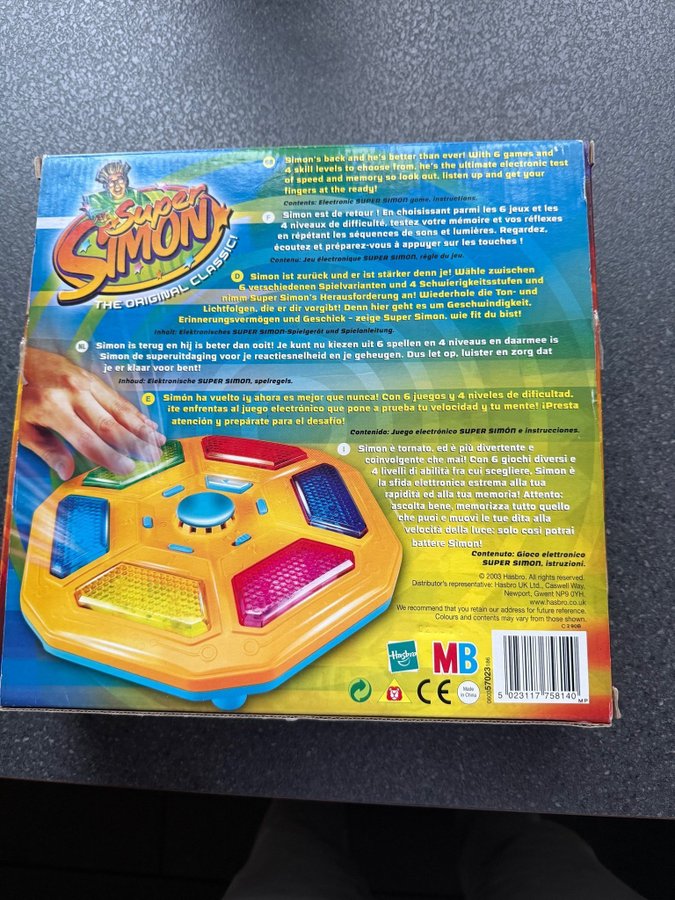 Super
SIMON
THE ORIGINAL CLASSIC!
GB Simon's back and he's better than ever! With 6 games and
4 skill levels to choose from, he's the ultimate electronic test
of speed and memory so look out, listen up and get your
fingers at the ready!
Contents: Electronic SUPER SIMON game, instructions.
F Simon est de retour ! En choisissant parmi les 6 jeux et les
4 niveaux de difficulté, testez votre mémoire et vos réflexes
en répétant les séquences de sons et lumières. Regardez,
écoutez et préparez-vous à appuyer sur les touches !
Contenu: Jeu électronique SUPER SIMON, règle du jeu.
D Simon ist zurück und er ist stärker denn je! Wähle zwischen
6 verschiedenen Spielvarianten und 4 Schwierigkeitsstufen und
nimm Super Simon's Herausforderung an! Wiederhole die Ton- und
Lichtfolgen, die er dir vorgibt! Denn hier geht es um Geschwindigkeit,
Erinnerungsvermögen und Geschick - zeige Super Simon, wie fit du bist!
Inhalt: Elektronisches SUPER SIMON-Spielgerät und Spielanleitung.
NL Simon is terug en hij is beter dan ooit! Je kunt nu kiezen uit 6 spellen en 4 niveaus en daarmee is
Simon de superuitdaging voor je reactiesnelheid en je geheugen. Dus let op, luister en zorg dat
je er klaar voor bent!
Inhoud: Elektronische SUPER SIMON, spelregels.
E Simón ha vuelto ¡y ahora es mejor que nunca! Con 6 juegos y 4 niveles de dificultad,
¡te enfrentas al juego electrónico que pone a prueba tu velocidad y tu mente! ¡Presta
atención y prepárate para el desafío!
Contenido: Juego electrónico SUPER SIMÓN e instrucciones.
I Simon è tornato, ed è più divertente e
coinvolgente che mai! Con 6 giochi diversi e
4 livelli di abilità fra cui scegliere, Simon è
la sfida elettronica estrema alla tua
rapidità ed alla tua memoria! Attento:
ascolta bene, memorizza tutto quello
che puoi e muovi le tue dita alla
velocità della luce: solo così potrai
battere Simon!
Contenuto: Gioco elettronico
SUPER SIMON, istruzioni.
© 2003 Hasbro. All rights reserved.
Distributor's representative: Hasbro UK Ltd., Caswell Way,
Newport, Gwent NP9 0YH.
www.hasbro.co.uk
We recommend that you retain our address for future reference.
Colours and contents may vary from those shown.
Hasbro
MB
CE
Made in China
57023
5 023117 758140
MP